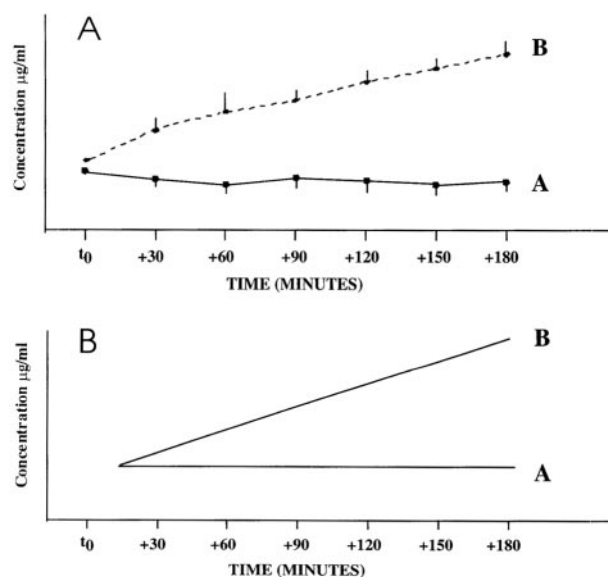 A
B
A
Concentration µg/ml
t0 +30 +60 +90 +120 +150 +180
TIME (MINUTES)
B
B
A
Concentration µg/ml
t0 +30 +60 +90 +120 +150 +180
TIME (MINUTES)